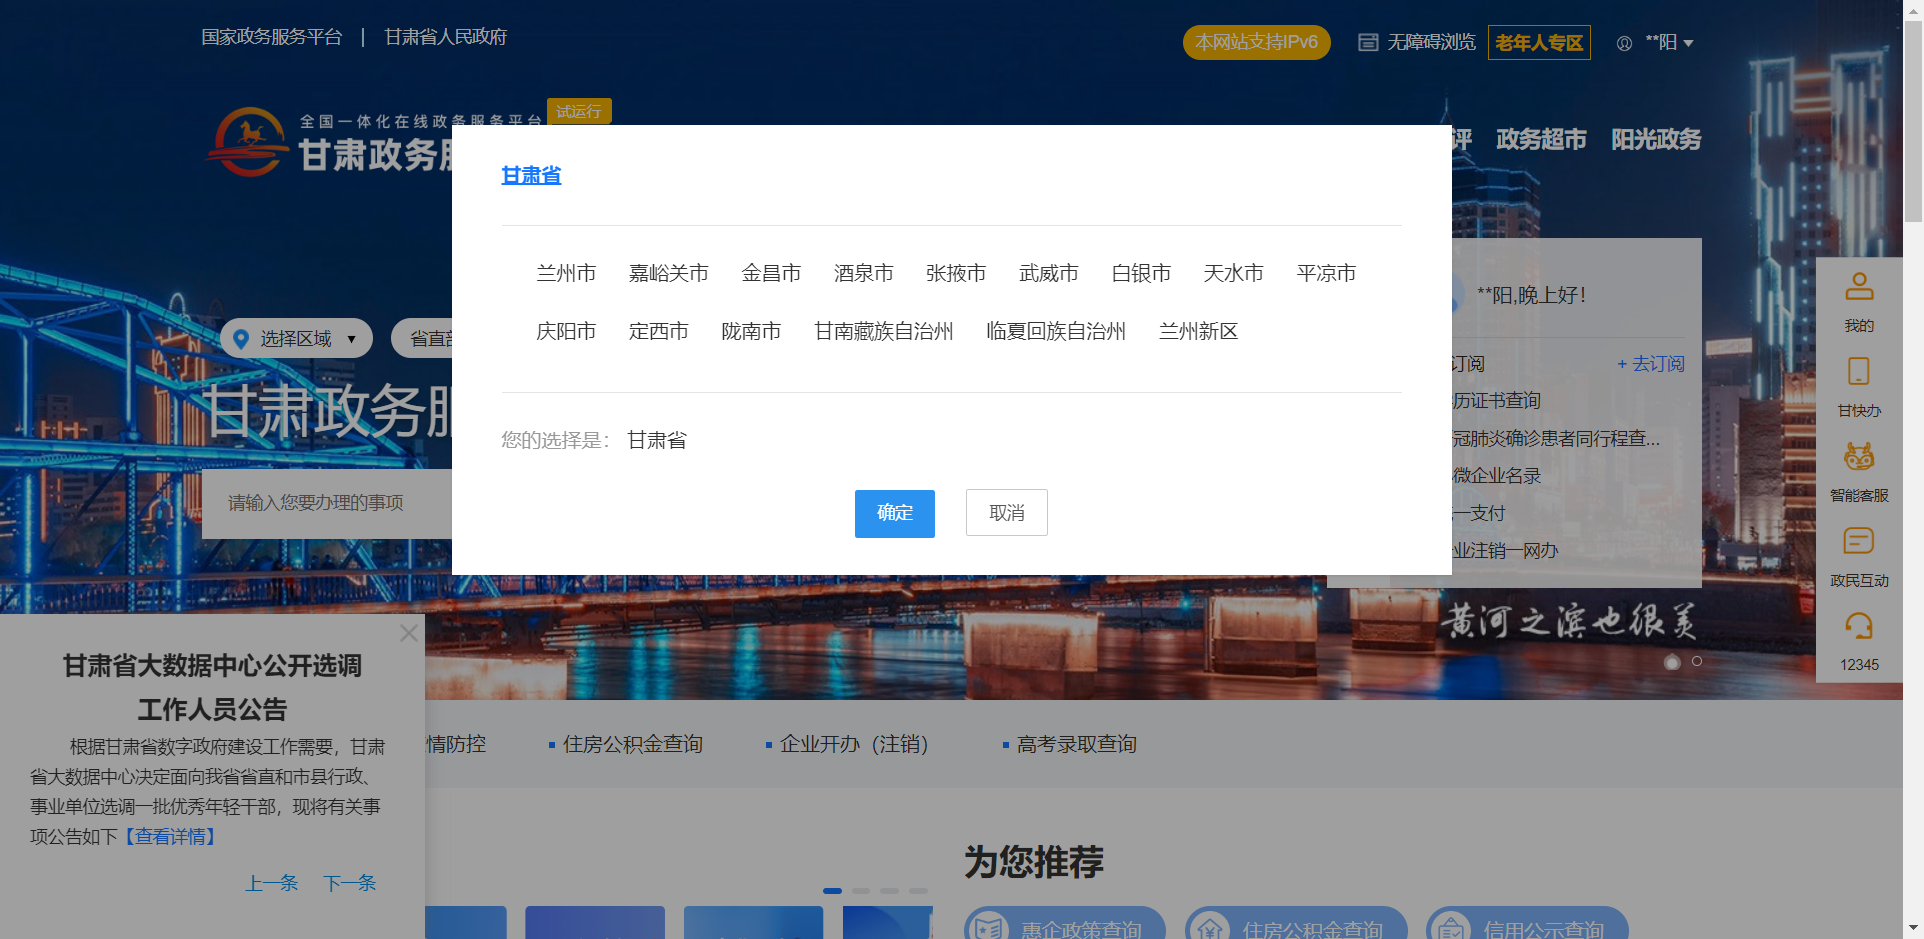 国家政务服务平台 | 甘肃省人民政府
本网站支持IPv6 无障碍浏览 老年人专区 **阳
全国一体化在线政务服务平台 试运行
甘肃政务服
评 政务超市 阳光政务
甘肃省
兰州市 嘉峪关市 金昌市 酒泉市 张掖市 武威市 白银市 天水市 平凉市
庆阳市 定西市 陇南市 甘南藏族自治州 临夏回族自治州 兰州新区
您的选择是： 甘肃省
确定 取消
选择区域 ▼ 省直部
甘肃政务服
请输入您要办理的事项
**阳,晚上好！
订阅 + 去订阅
历证书查询
冠肺炎确诊患者同行程查...
微企业名录
一支付
业注销一网办
黄河之滨也很美
我的
甘快办
智能客服
政民互动
12345
甘肃省大数据中心公开选调
工作人员公告
根据甘肃省数字政府建设工作需要，甘肃
省大数据中心决定面向我省省直和市县行政、
事业单位选调一批优秀年轻干部，现将有关事
项公告如下【查看详情】
上一条 下一条
情防控 住房公积金查询 企业开办（注销） 高考录取查询
为您推荐
惠企政策查询 住房公积金查询 信用公示查询